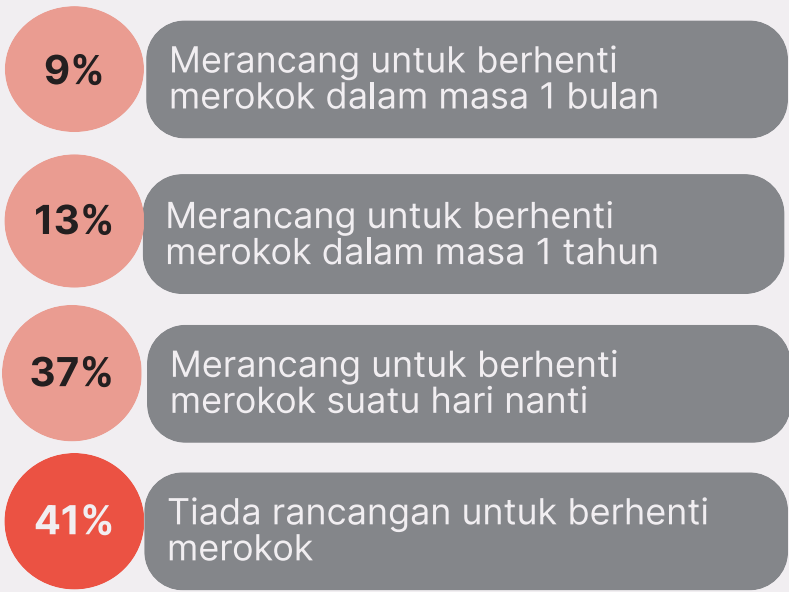 9%
Merancang untuk berhenti
merokok dalam masa 1 bulan
13%
Merancang untuk berhenti
merokok dalam masa 1 tahun
37%
Merancang untuk berhenti
merokok suatu hari nanti
41%
Tiada rancangan untuk berhenti
merokok